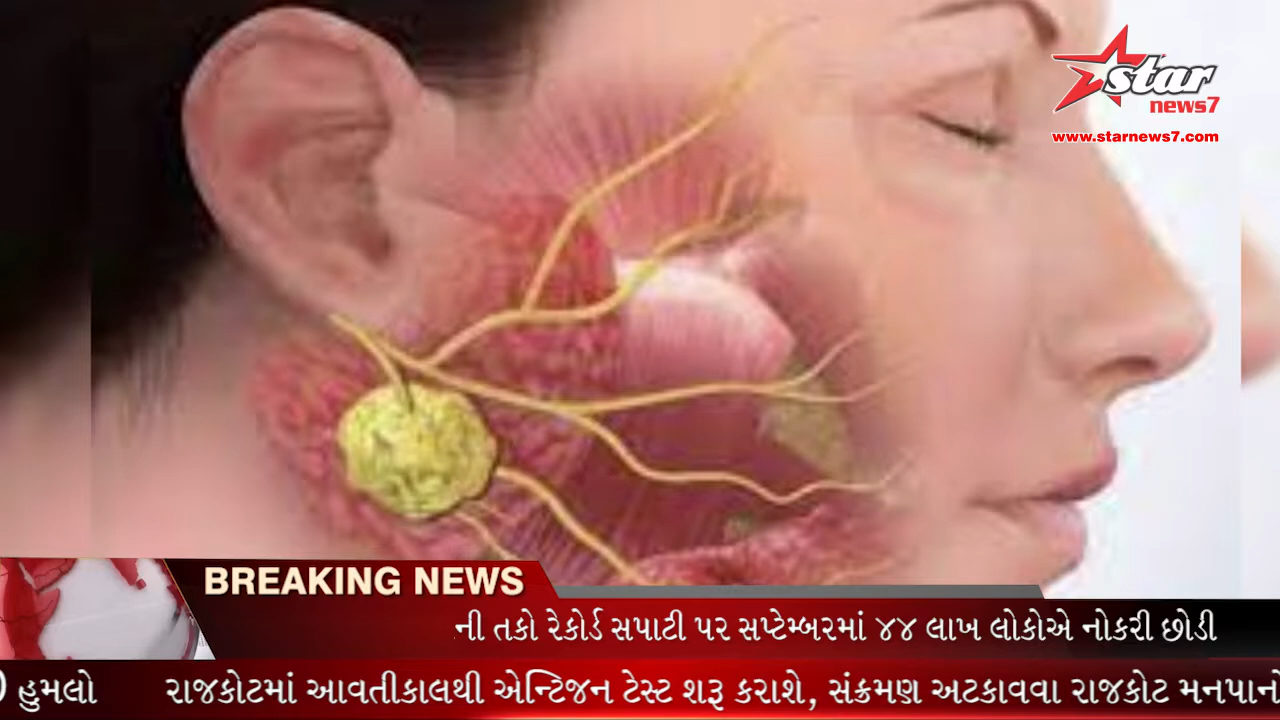 star
news7
www.starnews7.com
BREAKING NEWS
ની તકો રેકોર્ડ સપાટી પર સપ્ટેમ્બરમાં ૪૪ લાખ લોકોએ નોકરી છોડી
હુમલો રાજકોટમાં આવતીકાલથી એન્ટિજન ટેસ્ટ શરૂ કરાશે, સંક્રમણ અટકાવવા રાજકોટ મનપાનો